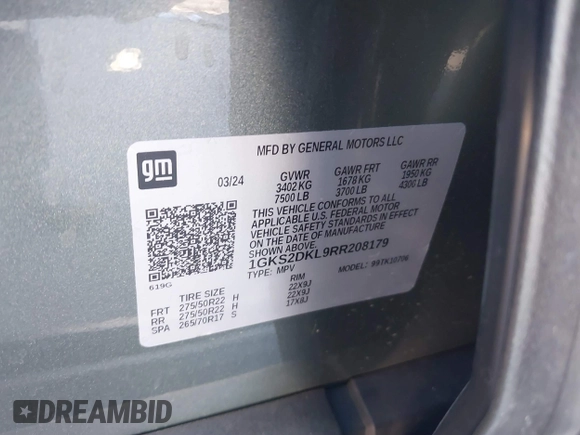 gm
MFD BY GENERAL MOTORS LLC
03/24
GVWR GAWR FRT GAWR RR
3402 KG 1678 KG 1950 KG
7500 LB 3700 LB 4300 LB
THIS VEHICLE CONFORMS TO ALL
APPLICABLE U.S. FEDERAL MOTOR
VEHICLE SAFETY STANDARDS IN EFFECT
ON THE DATE OF MANUFACTURE
SHOWN ABOVE.
1GKS2DKL9RR208179
TYPE: MPV MODEL:
619G
TIRE SIZE RIM
FRT 275/50R22 H 22X9J
RR 275/50R22 H 22X9J
SPA 265/70R17 S 17X8J
DREAMBID